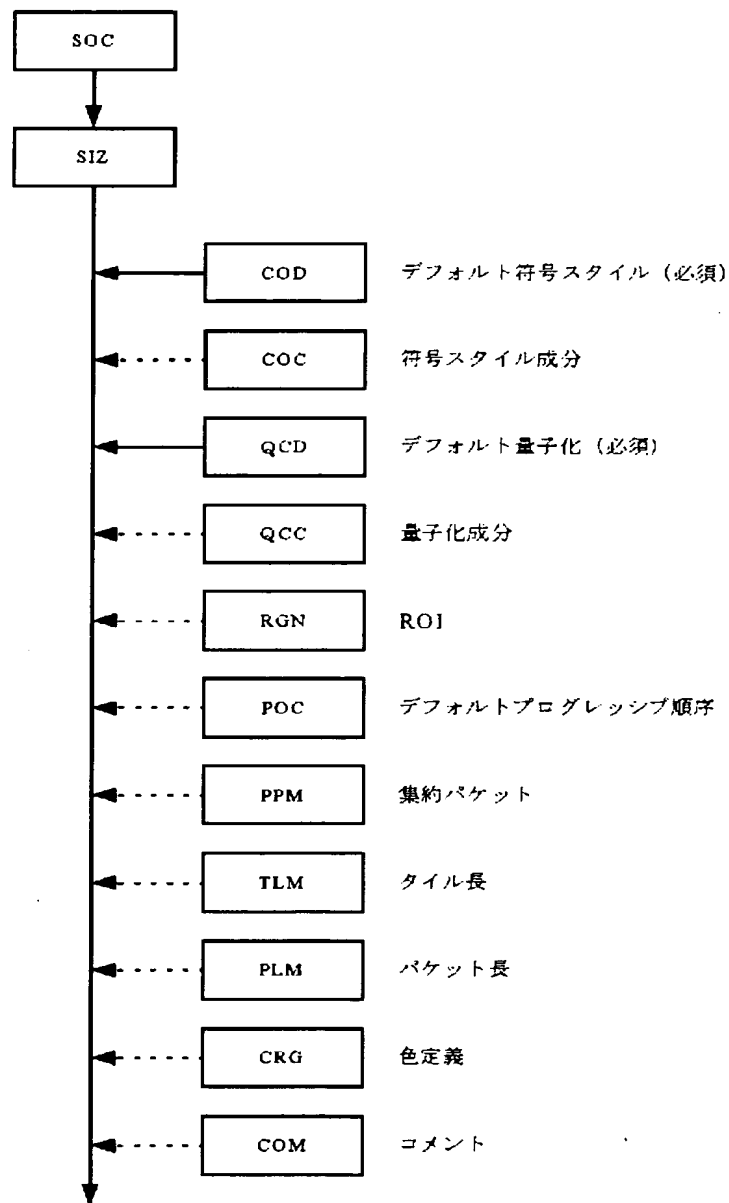 SOC
SIZ
COD デフォルト符号スタイル (必須)
COC 符号スタイル成分
QCD デフォルト量子化 (必須)
QCC 量子化成分
RGN ROI
POC デフォルトプログレッシブ順序
PPM 集約パケット
TLM タイル長
PLM パケット長
CRG 色定義
COM コメント